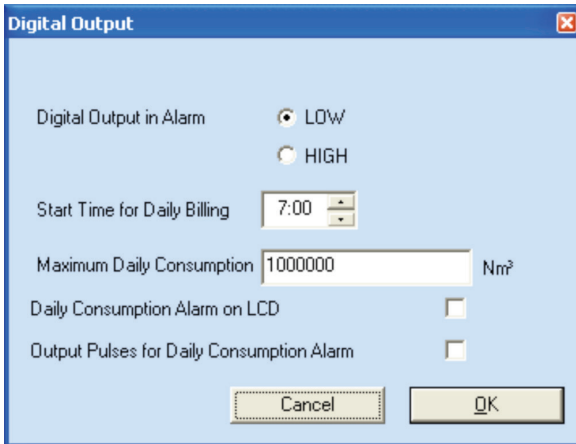 Digital Output
Digital Output in Alarm LOW
HIGH
Start Time for Daily Billing 7:00
Maximum Daily Consumption 1000000 Nm³
Daily Consumption Alarm on LCD
Output Pulses for Daily Consumption Alarm
Cancel OK